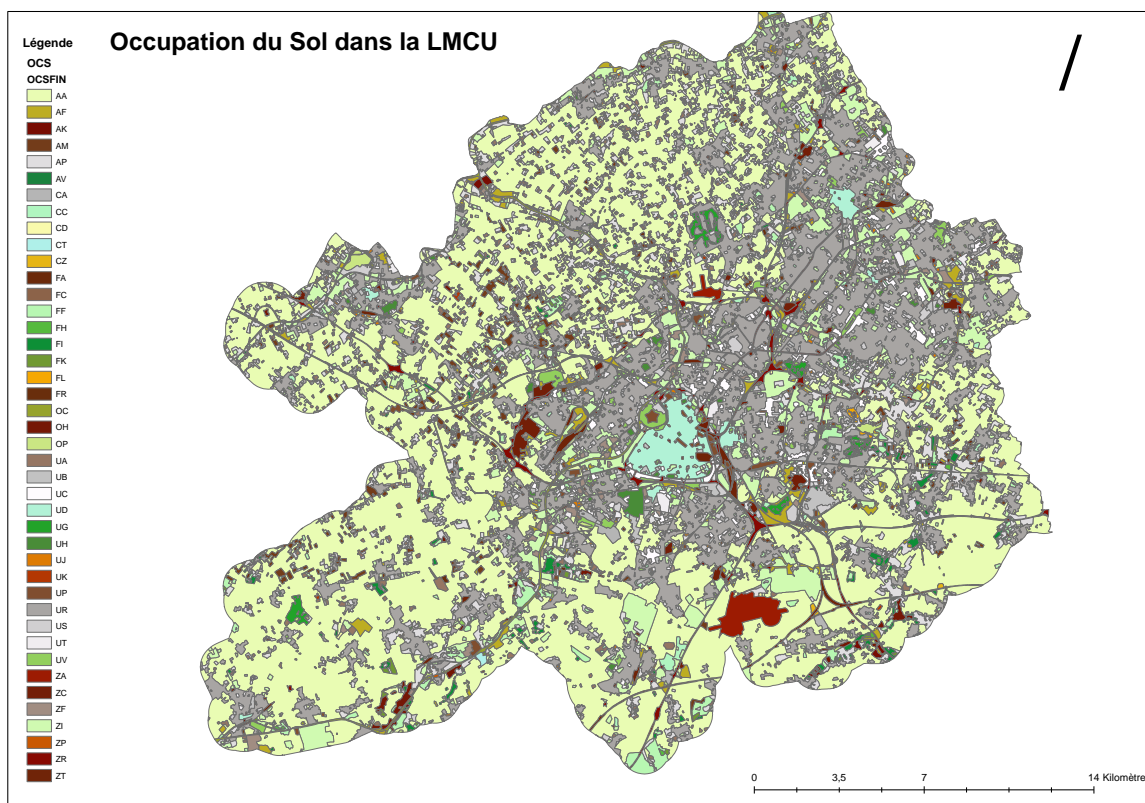 Occupation du Sol dans la LMCU
Légende
OCS
OCSFIN
AA
AF
AK
AM
AP
AV
CA
CC
CD
CT
CZ
FA
FC
FF
FH
FI
FK
FL
FR
OC
OH
OP
UA
UB
UC
UD
UG
UH
UJ
UK
UP
UR
US
UT
UV
ZA
ZC
ZF
ZI
ZP
ZR
ZT
0 3,5 7 14 Kilomètre